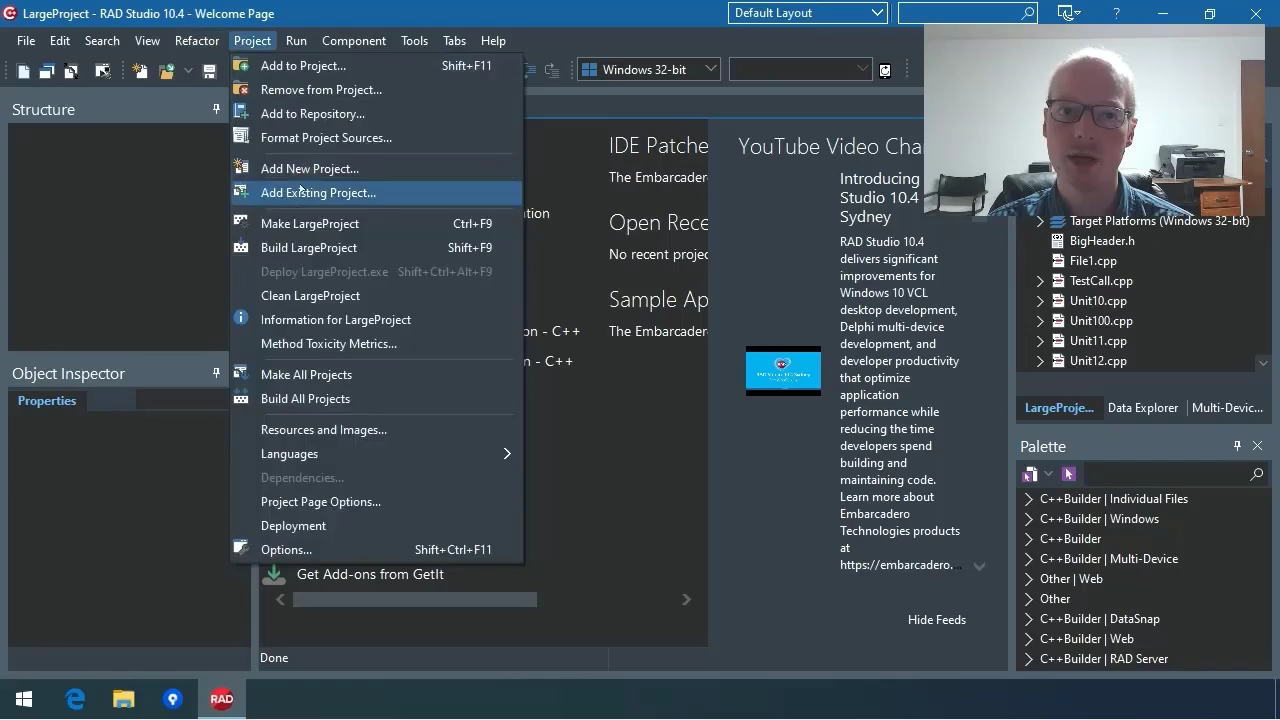 LargeProject - RAD Studio 10.4 - Welcome Page
Default Layout
File Edit Search View Refactor Project Run Component Tools Tabs Help
Windows 32-bit
Structure
Object Inspector
Properties
Add to Project... Shift+F11
Remove from Project...
Add to Repository...
Format Project Sources...
Add New Project...
Add Existing Project...
Make LargeProject Ctrl+F9
Build LargeProject Shift+F9
Deploy LargeProject.exe Shift+Ctrl+Alt+F9
Clean LargeProject
Information for LargeProject
Method Toxicity Metrics...
Make All Projects
Build All Projects
Resources and Images...
Languages
Dependencies...
Project Page Options...
Deployment
Options... Shift+Ctrl+F11
ation
on - C++
n - C++
Get Add-ons from GetIt
Done
IDE Patche
The Embarcader
Open Rece
No recent projec
Sample Ap
The Embarcader
YouTube Video Cha
Introducing
Studio 10.4
Sydney
RAD Studio 10.4
delivers significant
improvements for
Windows 10 VCL
desktop development,
Delphi multi-device
development, and
developer productivity
that optimize
application
performance while
reducing the time
developers spend
building and
maintaining code.
Learn more about
Embarcadero
Technologies products
at
https://embarcadero....
Hide Feeds
Target Platforms (Windows 32-bit)
BigHeader.h
File1.cpp
TestCall.cpp
Unit10.cpp
Unit100.cpp
Unit11.cpp
Unit12.cpp
LargeProje... Data Explorer Multi-Devic...
Palette
C++Builder | Individual Files
C++Builder | Windows
C++Builder
C++Builder | Multi-Device
Other | Web
Other
C++Builder | DataSnap
C++Builder | Web
C++Builder | RAD Server
RAD